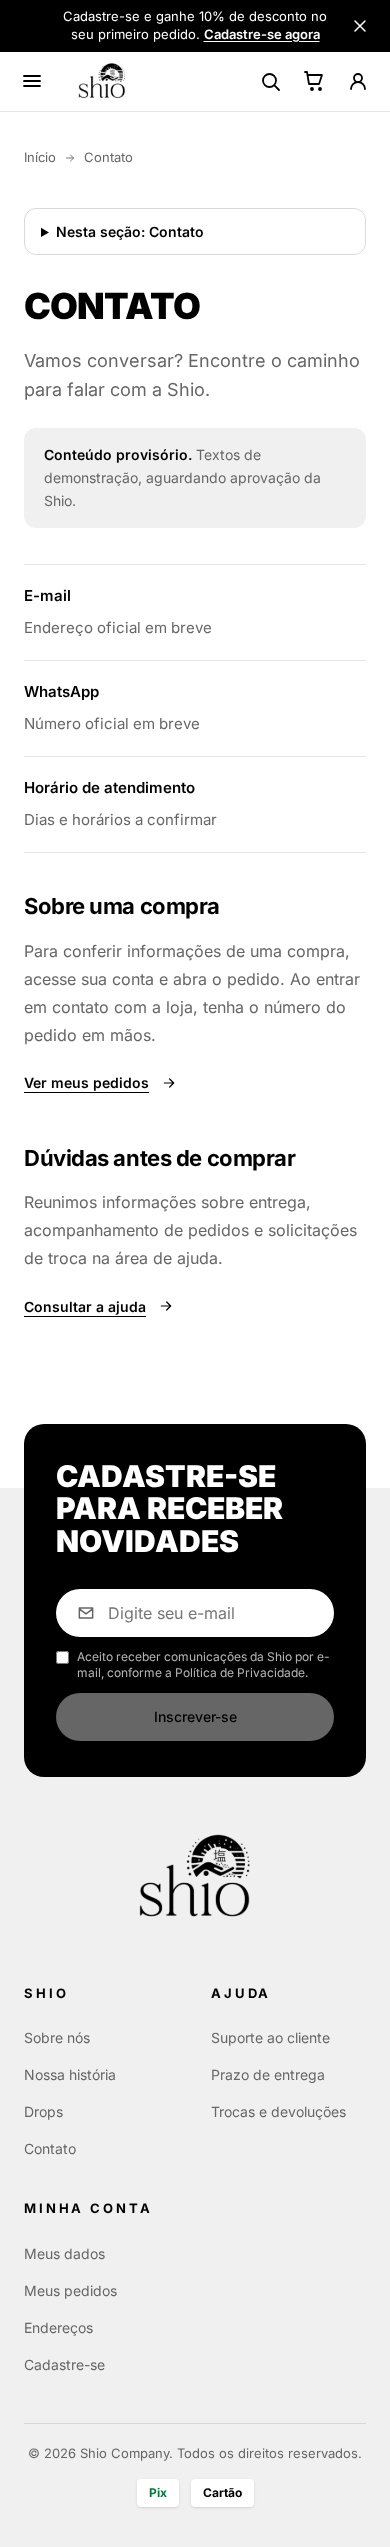 Cadastre-se e ganhe 10% de desconto no
seu primeiro pedido. Cadastre-se agora
shio
Início → Contato
Nesta seção: Contato
CONTATO
Vamos conversar? Encontre o caminho
para falar com a Shio.
Conteúdo provisório. Textos de
demonstração, aguardando aprovação da
Shio.
E-mail
Endereço oficial em breve
WhatsApp
Número oficial em breve
Horário de atendimento
Dias e horários a confirmar
Sobre uma compra
Para conferir informações de uma compra,
acesse sua conta e abra o pedido. Ao entrar
em contato com a loja, tenha o número do
pedido em mãos.
Ver meus pedidos →
Dúvidas antes de comprar
Reunimos informações sobre entrega,
acompanhamento de pedidos e solicitações
de troca na área de ajuda.
Consultar a ajuda →
CADASTRE-SE
PARA RECEBER
NOVIDADES
Digite seu e-mail
Aceito receber comunicações da Shio por e-
mail, conforme a Política de Privacidade.
Inscrever-se
塩
shio
SHIO
Sobre nós
Nossa história
Drops
Contato
AJUDA
Suporte ao cliente
Prazo de entrega
Trocas e devoluções
MINHA CONTA
Meus dados
Meus pedidos
Endereços
Cadastre-se
© 2026 Shio Company. Todos os direitos reservados.
Pix
Cartão